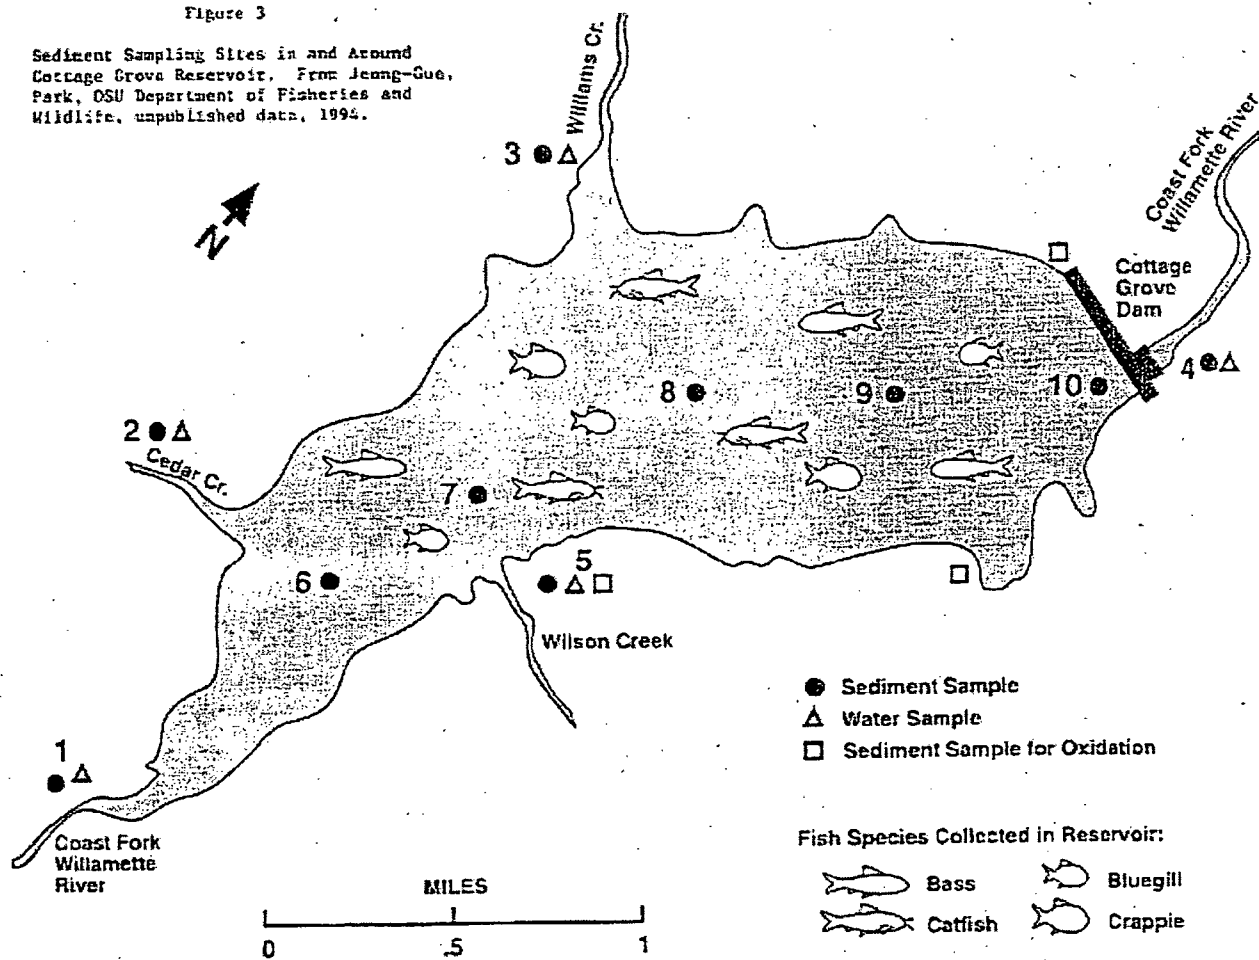 Figure 3
Sediment Sampling Sites in and Around
Cottage Grove Reservoir. From Jeong-Gue,
Park, OSU Department of Fisheries and
Wildlife, unpublished data, 1994.
Williams Cr.
3
N
Coast Fork
Willamette River
Cottage
Grove
Dam
4
8
9
10
2
Cedar Cr.
7
6
5
Wilson Creek
Sediment Sample
Water Sample
Sediment Sample for Oxidation
1
Coast Fork
Willamette
River
MILES
0
.5
1
Fish Species Collected in Reservoir:
Bass
Bluegill
Catfish
Crappie